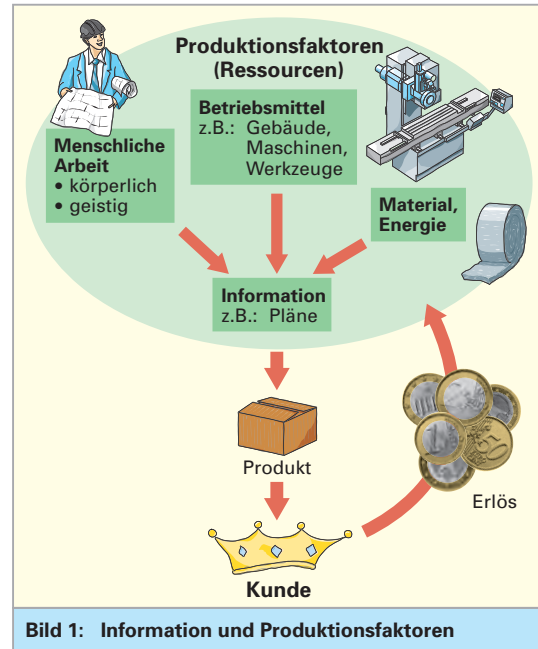 Produktionsfaktoren
(Ressourcen)
Menschliche
Arbeit
• körperlich
• geistig
Betriebsmittel
z.B.: Gebäude,
Maschinen,
Werkzeuge
Material,
Energie
Information
z.B.: Pläne
Produkt
Erlös
Kunde
Bild 1: Information und Produktionsfaktoren